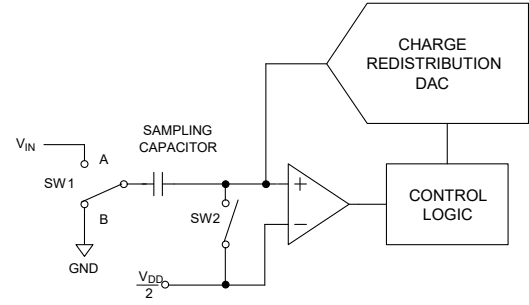 CHARGE
REDISTRIBUTION
DAC
SAMPLING
CAPACITOR
VIN
A
SW1
B
SW2
+
−
CONTROL
LOGIC
GND
VDD
2